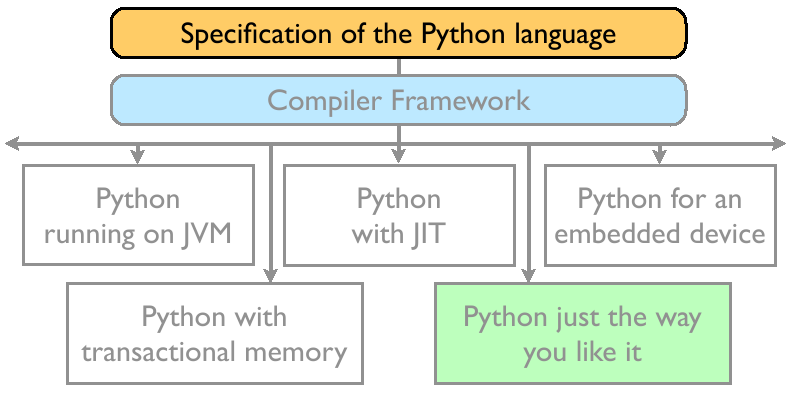 Specification of the Python language
Compiler Framework
Python
running on JVM
Python
with JIT
Python for an
embedded device
Python with
transactional memory
Python just the way
you like it